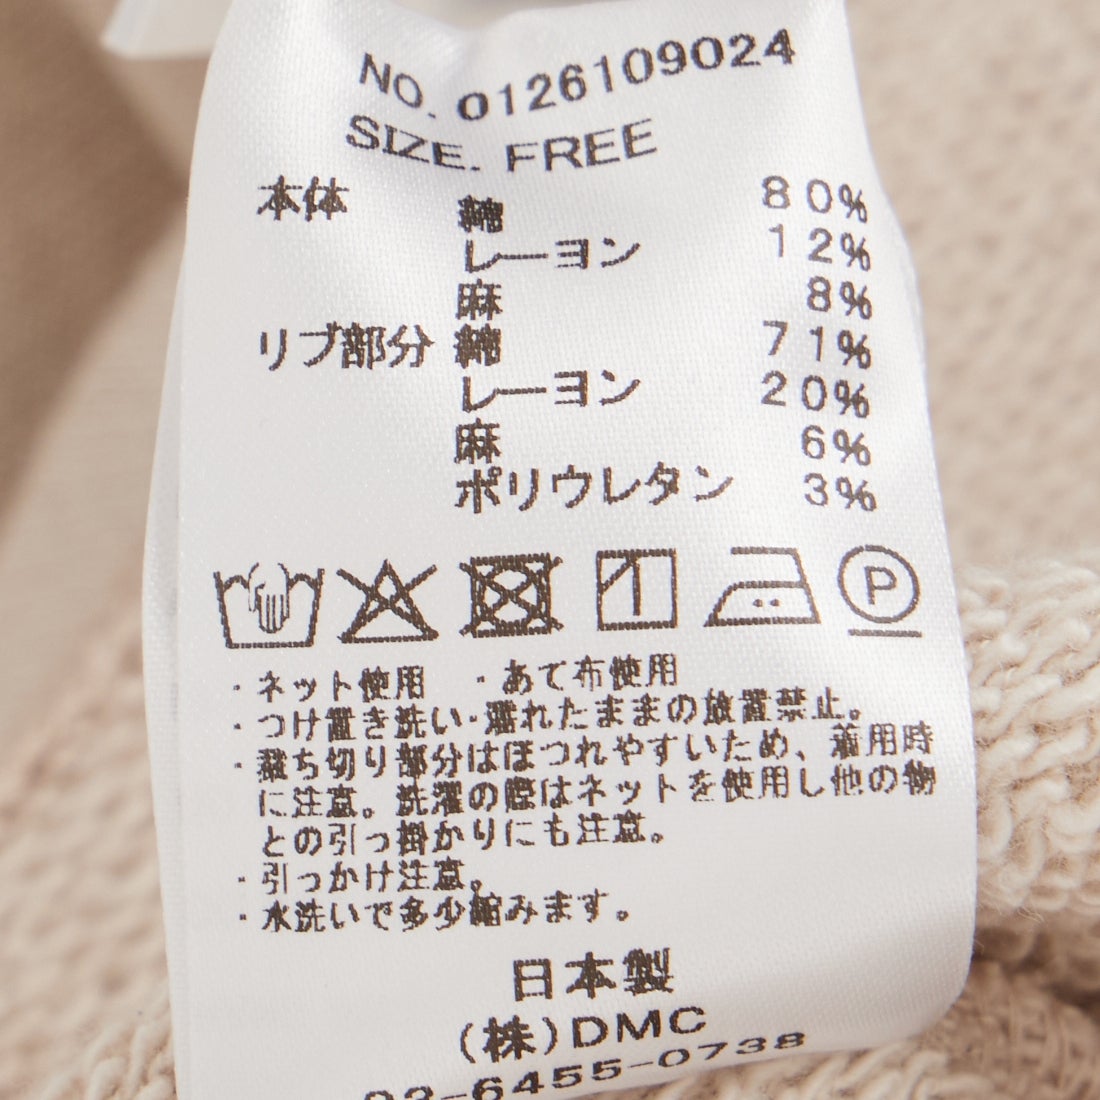 NO. 0126109024
SIZE. FREE
本体 綿 80%
レーヨン 12%
麻 8%
リブ部分 綿 71%
レーヨン 20%
麻 6%
ポリウレタン 3%
P
・ネット使用 ・あて布使用
・つけ置き洗い・濡れたままの放置禁止。
・裁ち切り部分はほつれやすいため、着用時
に注意。洗濯の際はネットを使用し他の物
との引っ掛かりにも注意。
・引っかけ注意。
・水洗いで多少縮みます。
日本製
(株)DMC
03-6455-0738